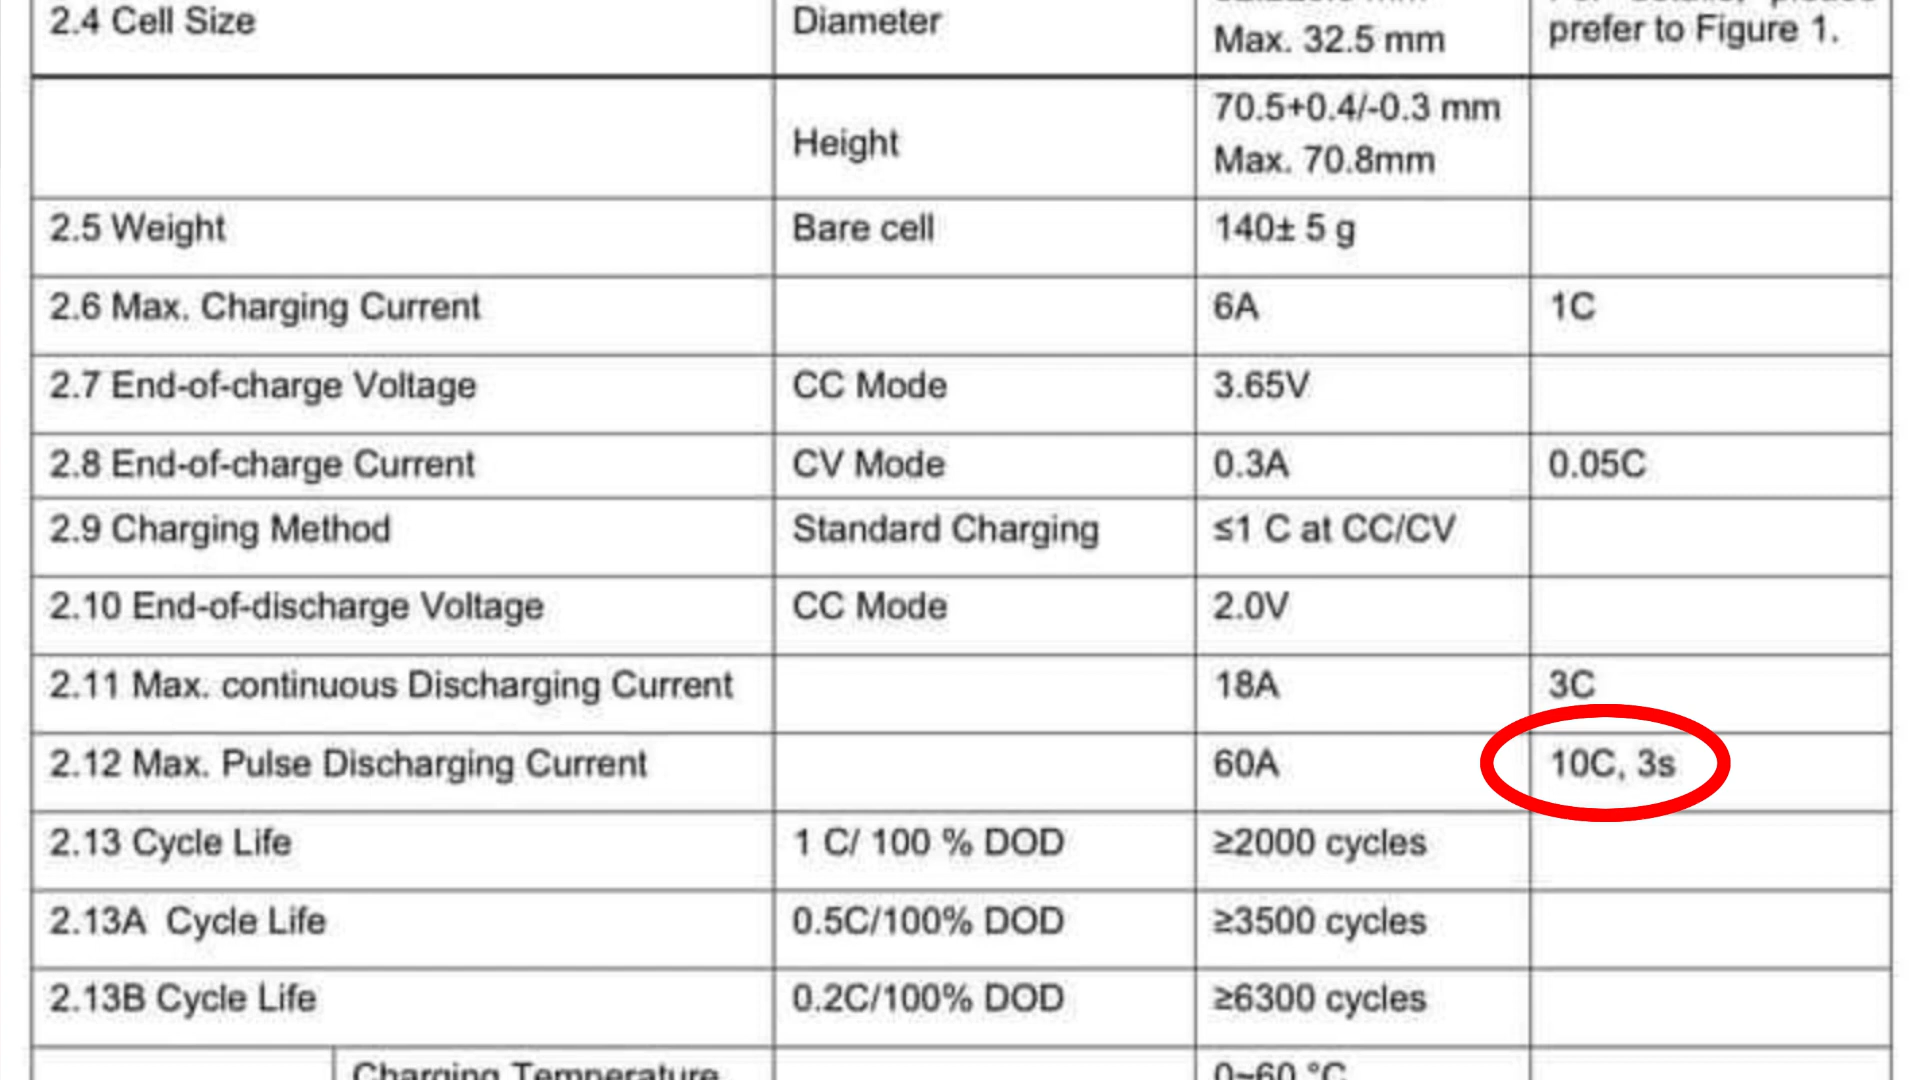 2.4 Cell Size Diameter Max. 32.5 mm prefer to Figure 1.
Height 70.5+0.4/-0.3 mm
Max. 70.8mm
2.5 Weight Bare cell 140± 5 g
2.6 Max. Charging Current 6A 1C
2.7 End-of-charge Voltage CC Mode 3.65V
2.8 End-of-charge Current CV Mode 0.3A 0.05C
2.9 Charging Method Standard Charging ≤1 C at CC/CV
2.10 End-of-discharge Voltage CC Mode 2.0V
2.11 Max. continuous Discharging Current 18A 3C
2.12 Max. Pulse Discharging Current 60A 10C, 3s
2.13 Cycle Life 1 C/ 100 % DOD ≥2000 cycles
2.13A Cycle Life 0.5C/100% DOD ≥3500 cycles
2.13B Cycle Life 0.2C/100% DOD ≥6300 cycles
Charging Temperature 0~60 °C